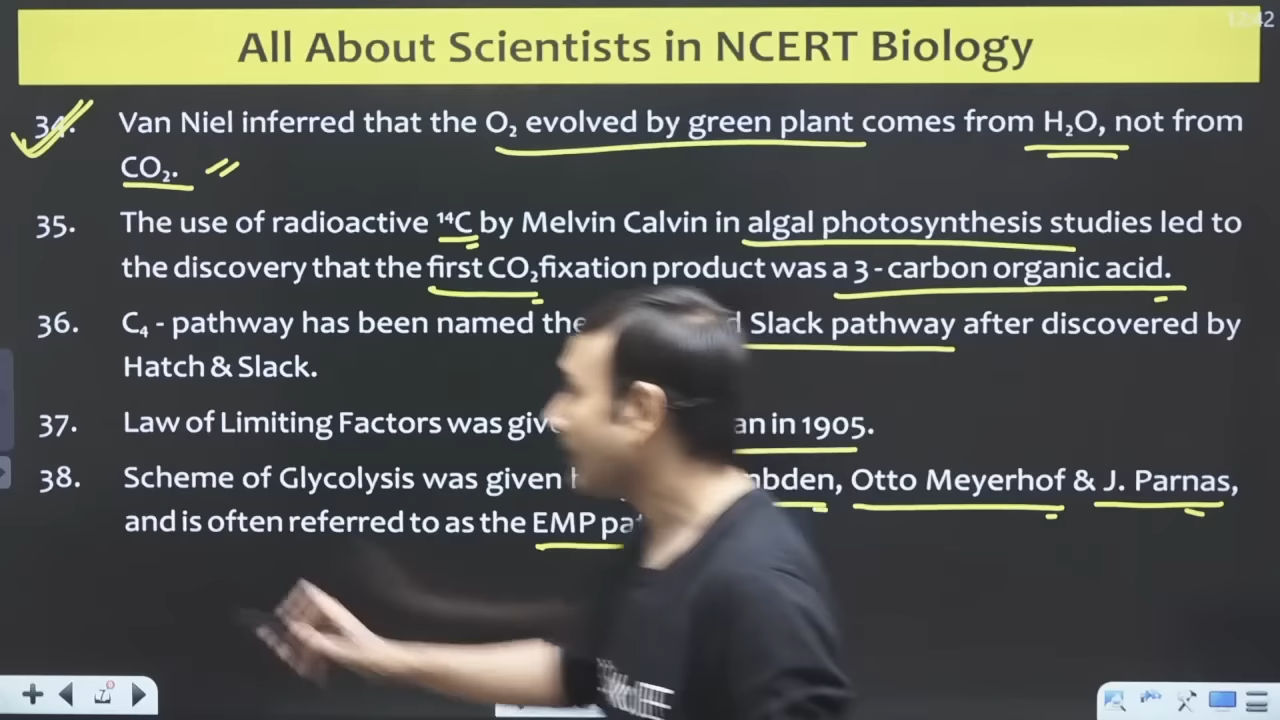 12:42
All About Scientists in NCERT Biology
34. Van Niel inferred that the O₂ evolved by green plant comes from H₂O, not from
CO₂.
35. The use of radioactive ¹⁴C by Melvin Calvin in algal photosynthesis studies led to
the discovery that the first CO₂ fixation product was a 3 - carbon organic acid.
36. C₄ - pathway has been named the Slack pathway after discovered by
Hatch & Slack.
37. Law of Limiting Factors was in 1905.
38. Scheme of Glycolysis was given Otto Meyerhof & J. Parnas,
and is often referred to as the EMP